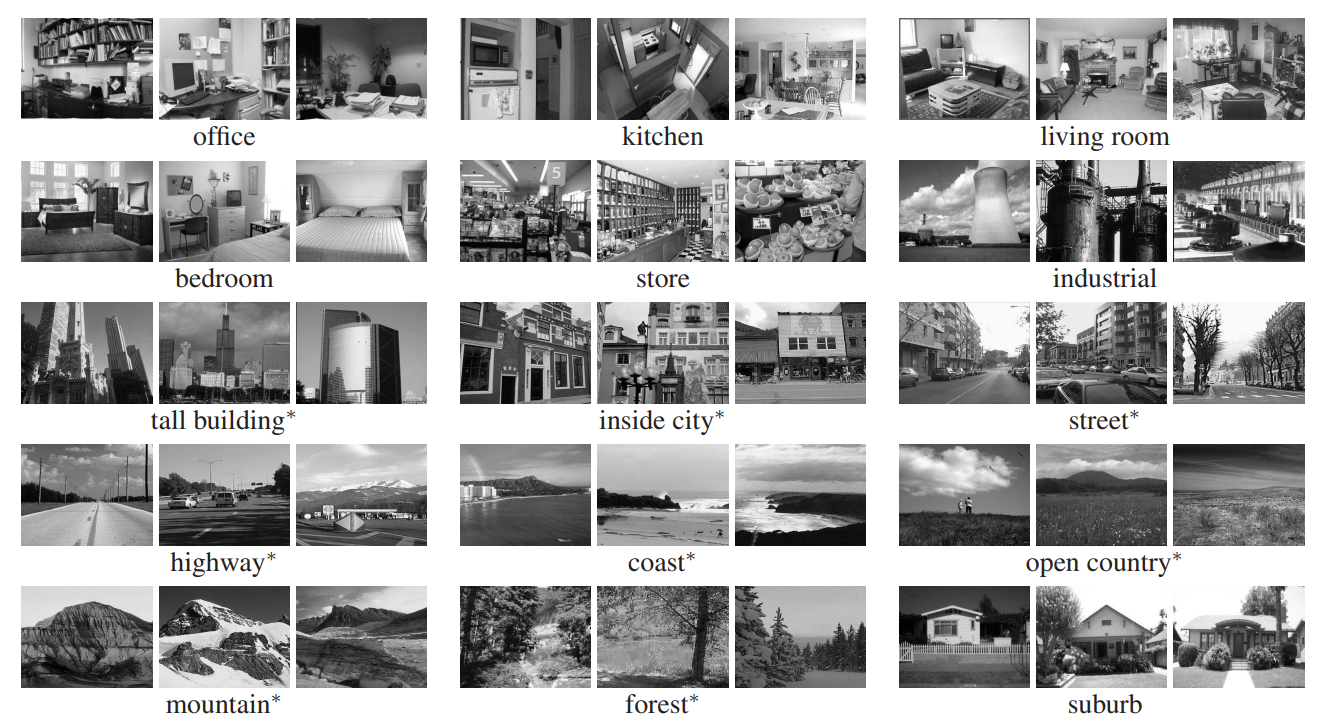 office
kitchen
living room
5
bedroom
store
industrial
tall building*
inside city*
street*
highway*
coast*
open country*
mountain*
forest*
suburb